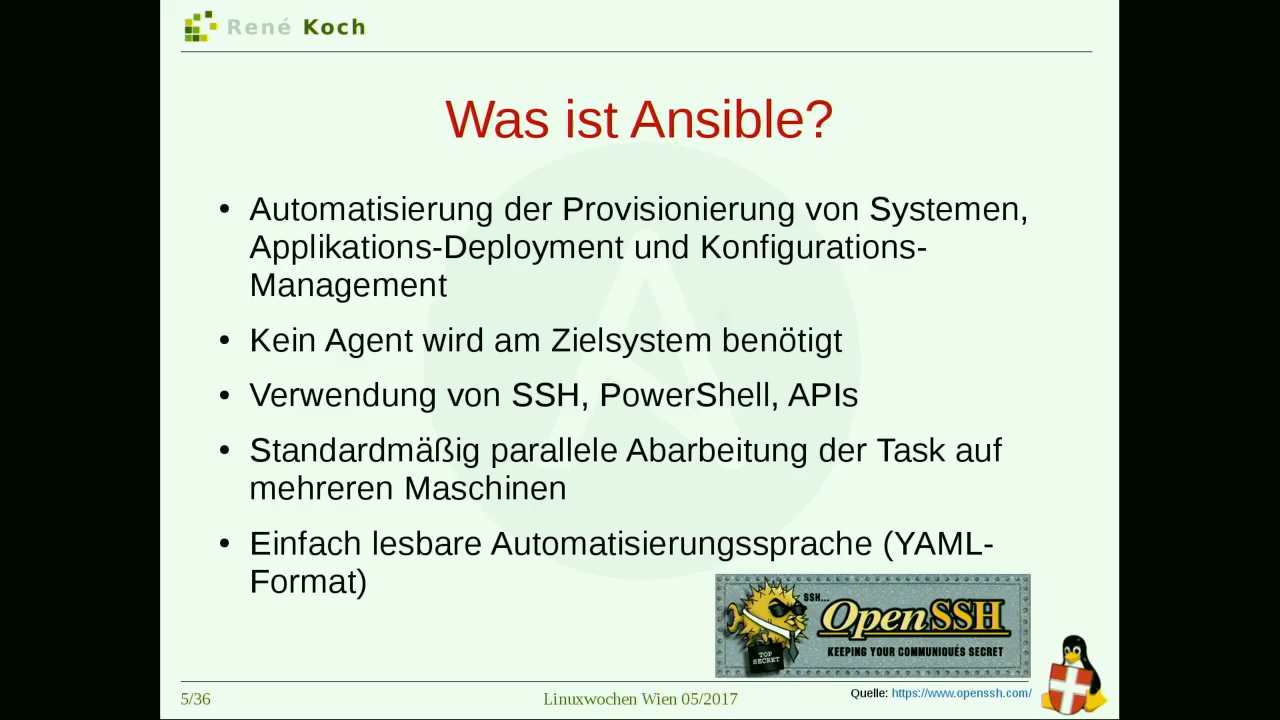 René Koch
Was ist Ansible?
• Automatisierung der Provisionierung von Systemen,
Applikations-Deployment und Konfigurations-
Management
• Kein Agent wird am Zielsystem benötigt
• Verwendung von SSH, PowerShell, APIs
• Standardmäßig parallele Abarbeitung der Task auf
mehreren Maschinen
• Einfach lesbare Automatisierungssprache (YAML-
Format)
SSH...
OpenSSH
KEEPING YOUR COMMUNIQUÉS SECRET
TOP
SECRET
5/36
Linuxwochen Wien 05/2017
Quelle: https://www.openssh.com/